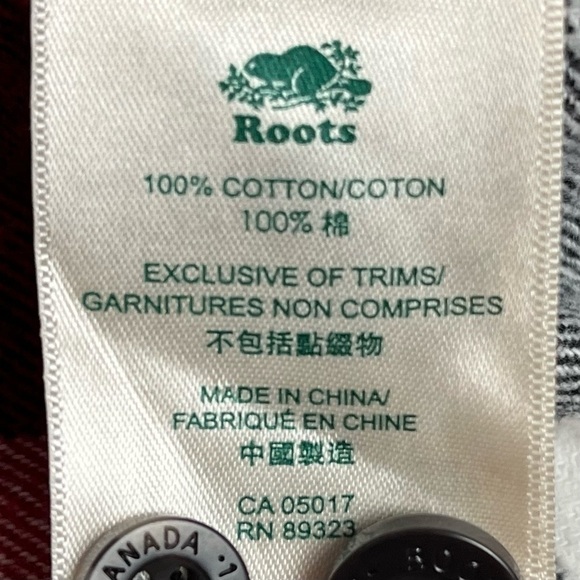 Roots
100% COTTON/COTON
100% 棉
EXCLUSIVE OF TRIMS/
GARNITURES NON COMPRISES
不包括點綴物
MADE IN CHINA/
FABRIQUÉ EN CHINE
中國製造
CA 05017
RN 89323